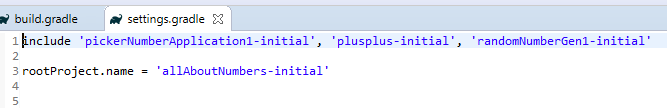 build.gradle settings.gradle
1 include 'pickerNumberApplication1-initial', 'plusplus-initial', 'randomNumberGen1-initial'
2
3 rootProject.name = 'allAboutNumbers-initial'
4
5